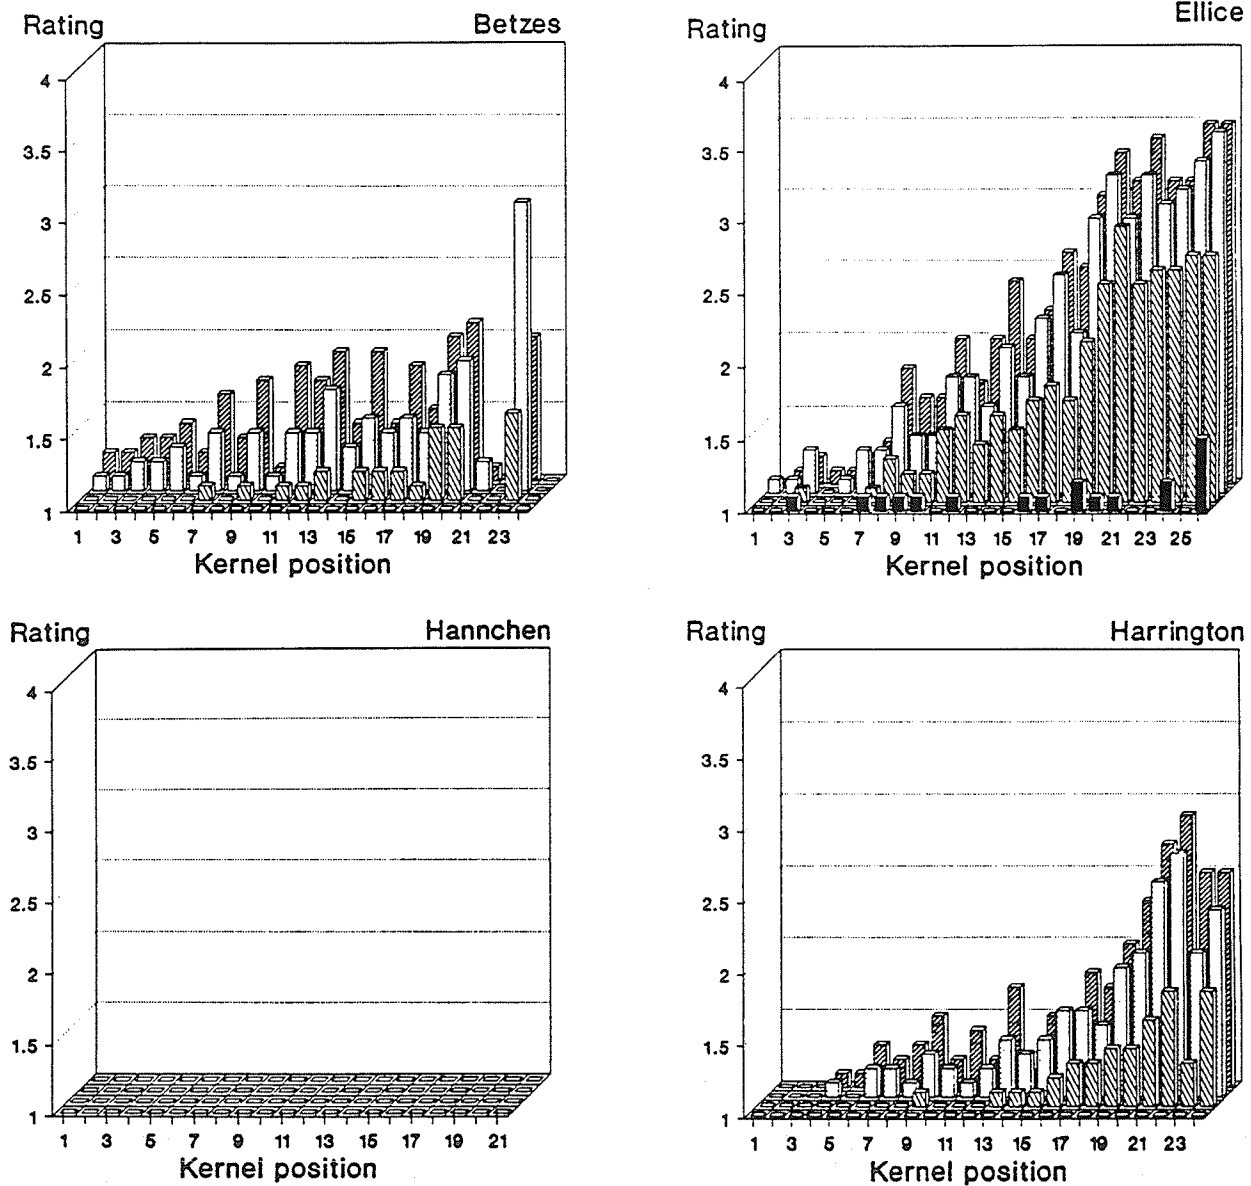 Rating Betzes
4
3.5
3
2.5
2
1.5
1
1 3 5 7 9 11 13 15 17 19 21 23
Kernel position
Rating Ellice
4
3.5
3
2.5
2
1.5
1
1 3 5 7 9 11 13 15 17 19 21 23 25
Kernel position
Rating Hannchen
4
3.5
3
2.5
2
1.5
1
1 3 5 7 9 11 13 15 17 19 21
Kernel position
Rating Harrington
4
3.5
3
2.5
2
1.5
1
1 3 5 7 9 11 13 15 17 19 21 23
Kernel position